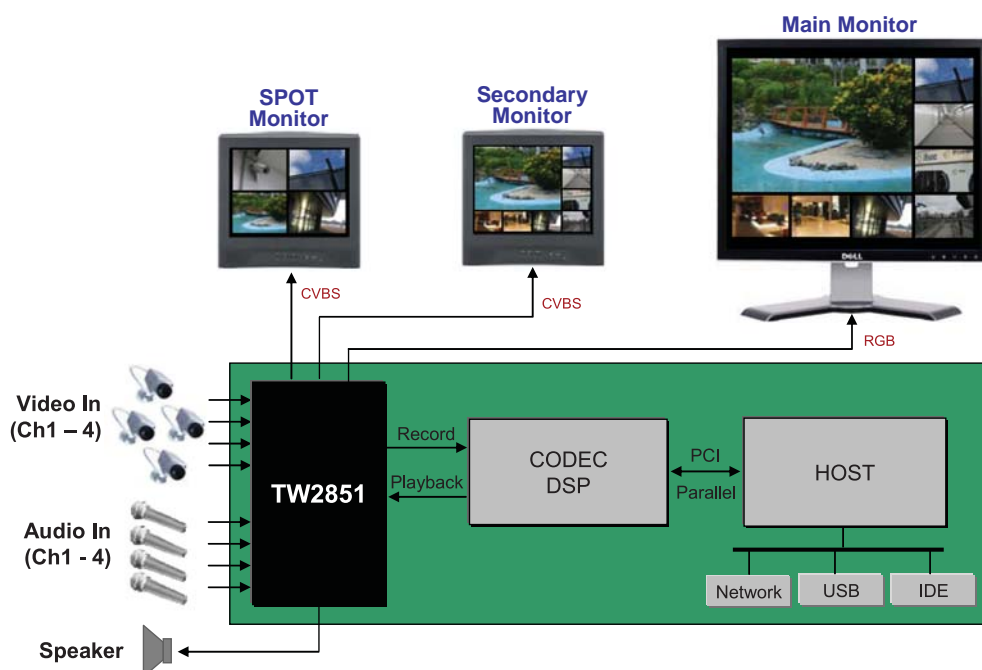 Main Monitor
SPOT
Monitor
Secondary
Monitor
DELL
CVBS
CVBS
RGB
Video In
(Ch1 – 4)
Audio In
(Ch1 - 4)
TW2851
Record
Playback
CODEC
DSP
PCI
Parallel
HOST
Network
USB
IDE
Speaker